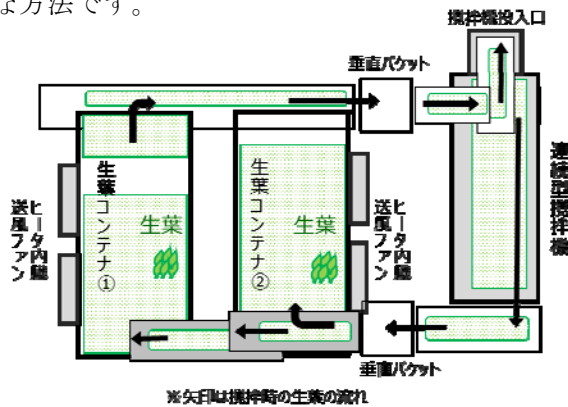 な方法です。
攪拌機投入口
垂直バケット
連続型攪拌機
生葉コンテナ①
生葉
ヒータ内臓
送風ファン
生葉コンテナ②
生葉
ヒータ内臓
送風ファン
垂直バケット
※矢印は攪拌時の生葉の流れ